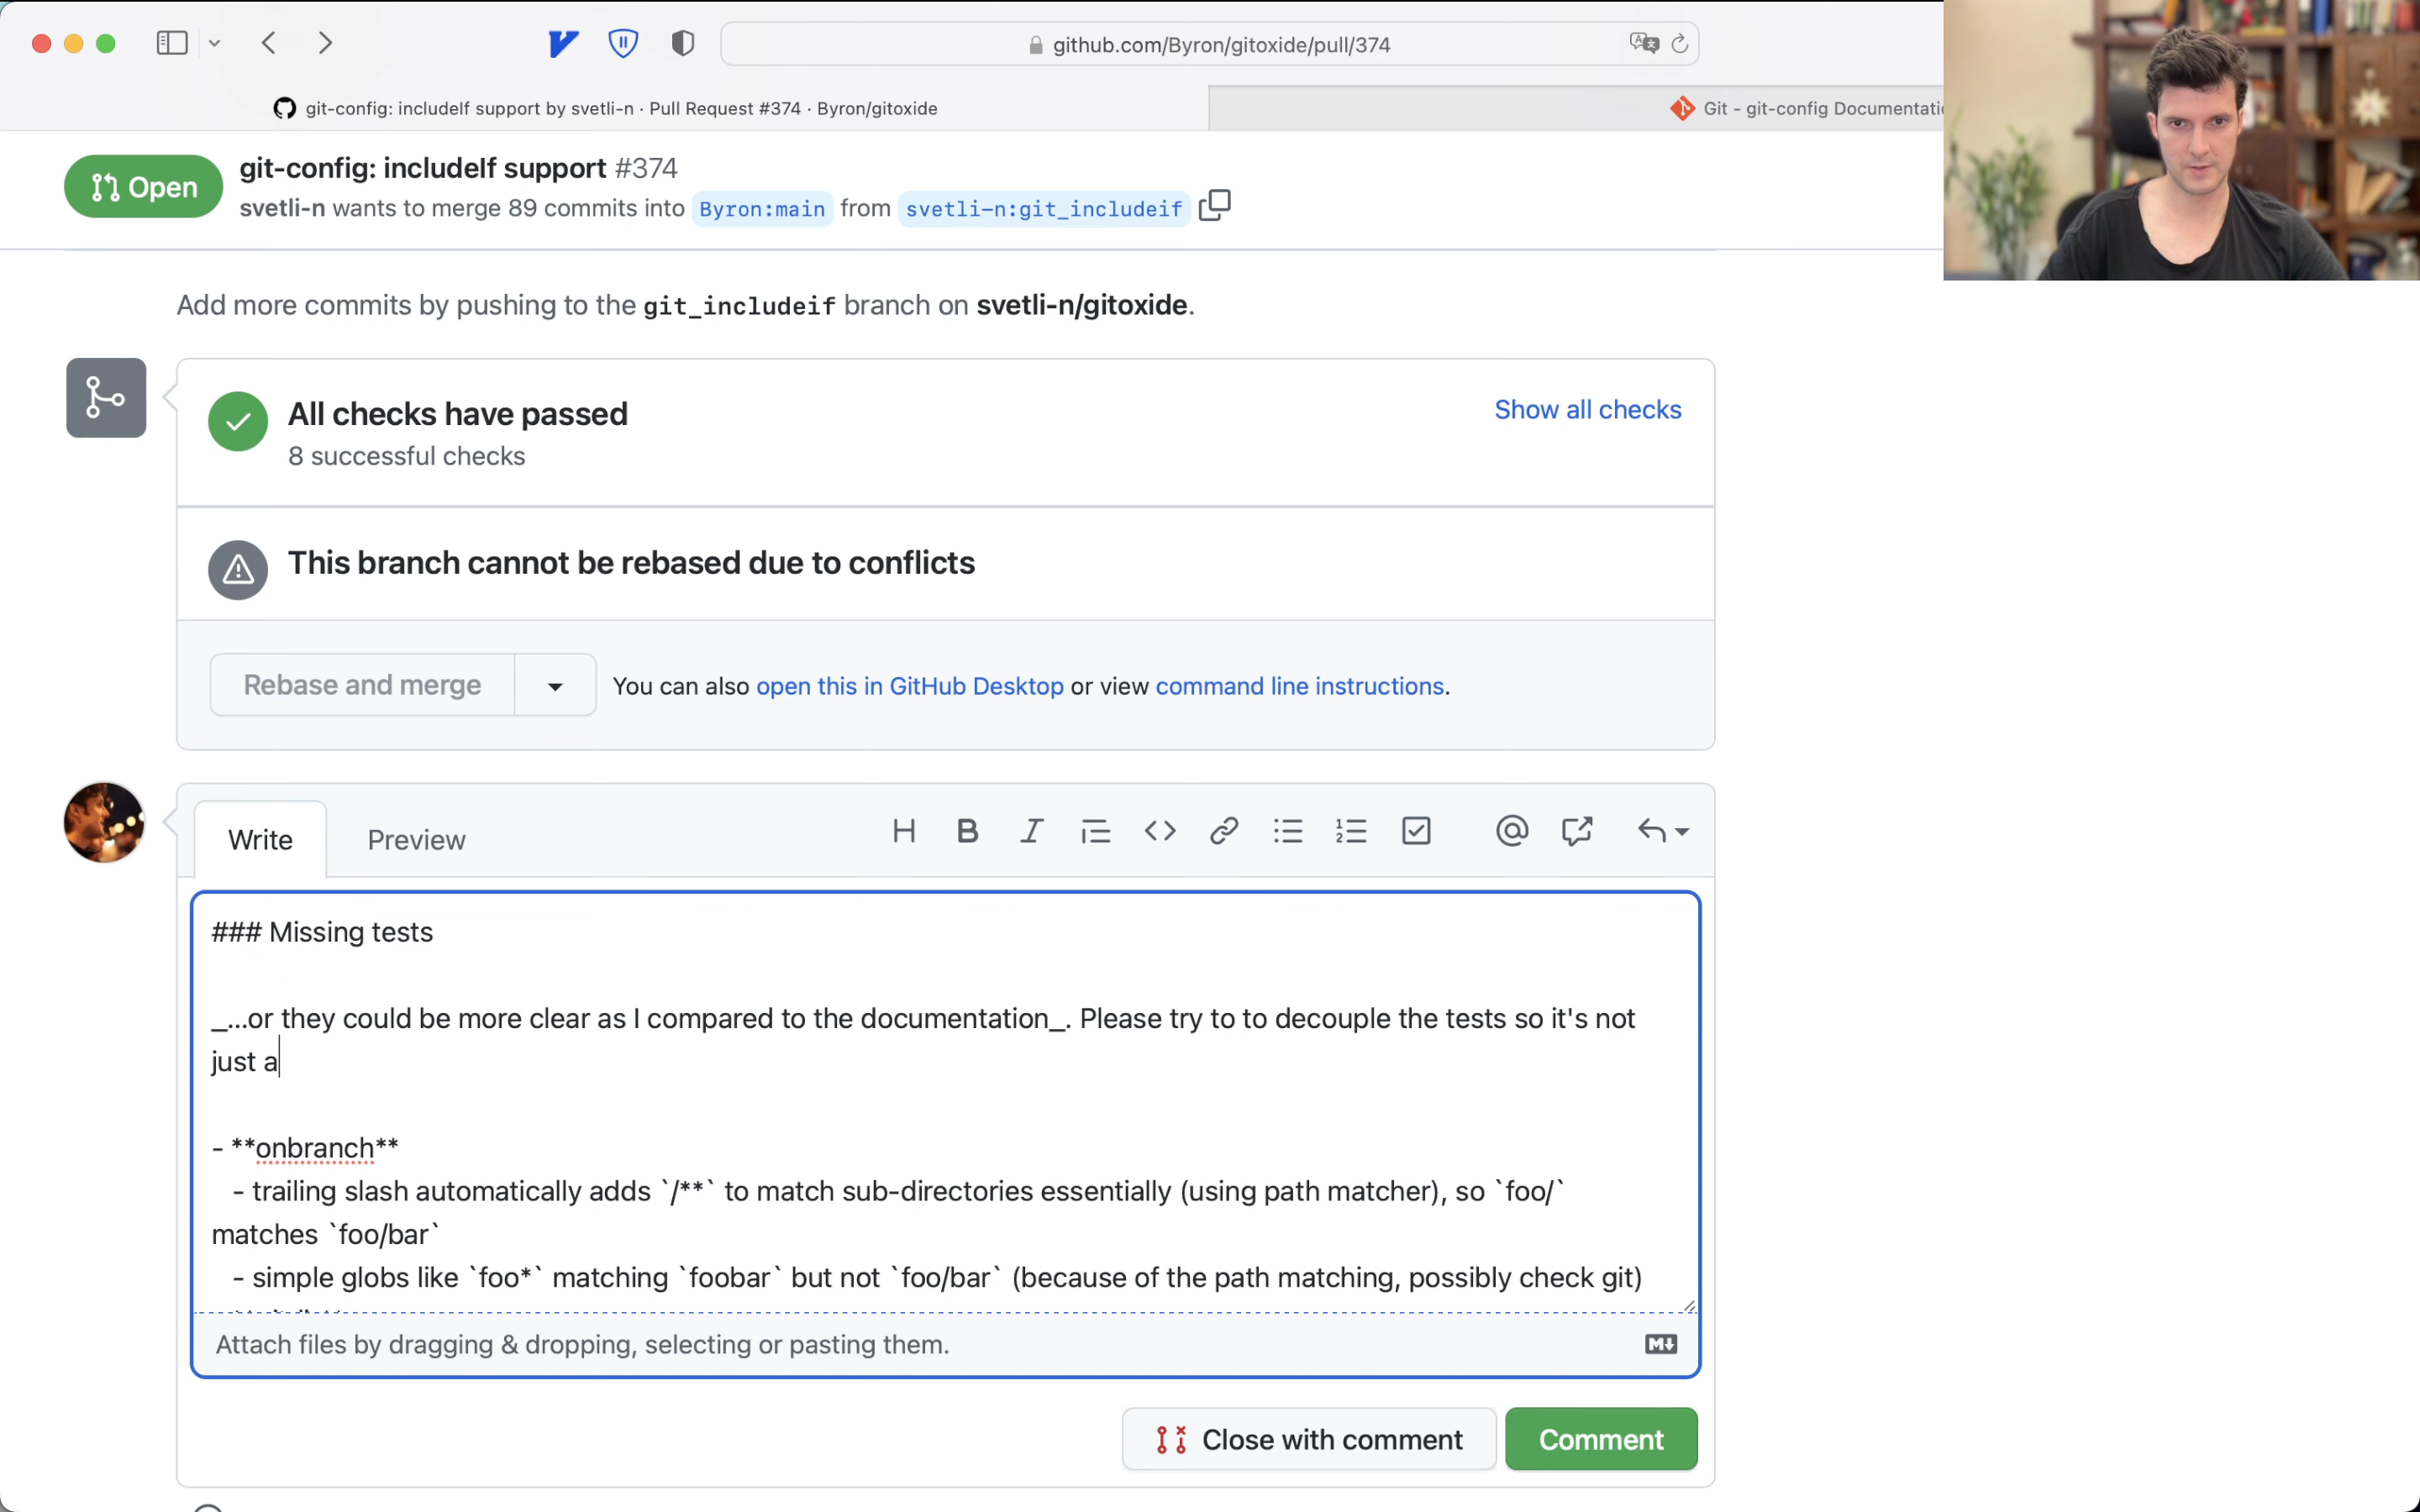 github.com/Byron/gitoxide/pull/374
git-config: includeIf support by svetli-n · Pull Request #374 · Byron/gitoxide
Git - git-config Documentati
Open
git-config: includeIf support #374
svetli-n wants to merge 89 commits into Byron:main from svetli-n:git_includeif
Add more commits by pushing to the git_includeif branch on svetli-n/gitoxide.
All checks have passed
Show all checks
8 successful checks
This branch cannot be rebased due to conflicts
Rebase and merge
You can also open this in GitHub Desktop or view command line instructions.
Write
Preview
### Missing tests
_...or they could be more clear as I compared to the documentation_. Please try to to decouple the tests so it's not
just a
- **onbranch**
- trailing slash automatically adds `/**` to match sub-directories essentially (using path matcher), so `foo/`
matches `foo/bar`
- simple globs like `foo*` matching `foobar` but not `foo/bar` (because of the path matching, possibly check git)
Attach files by dragging & dropping, selecting or pasting them.
Close with comment
Comment